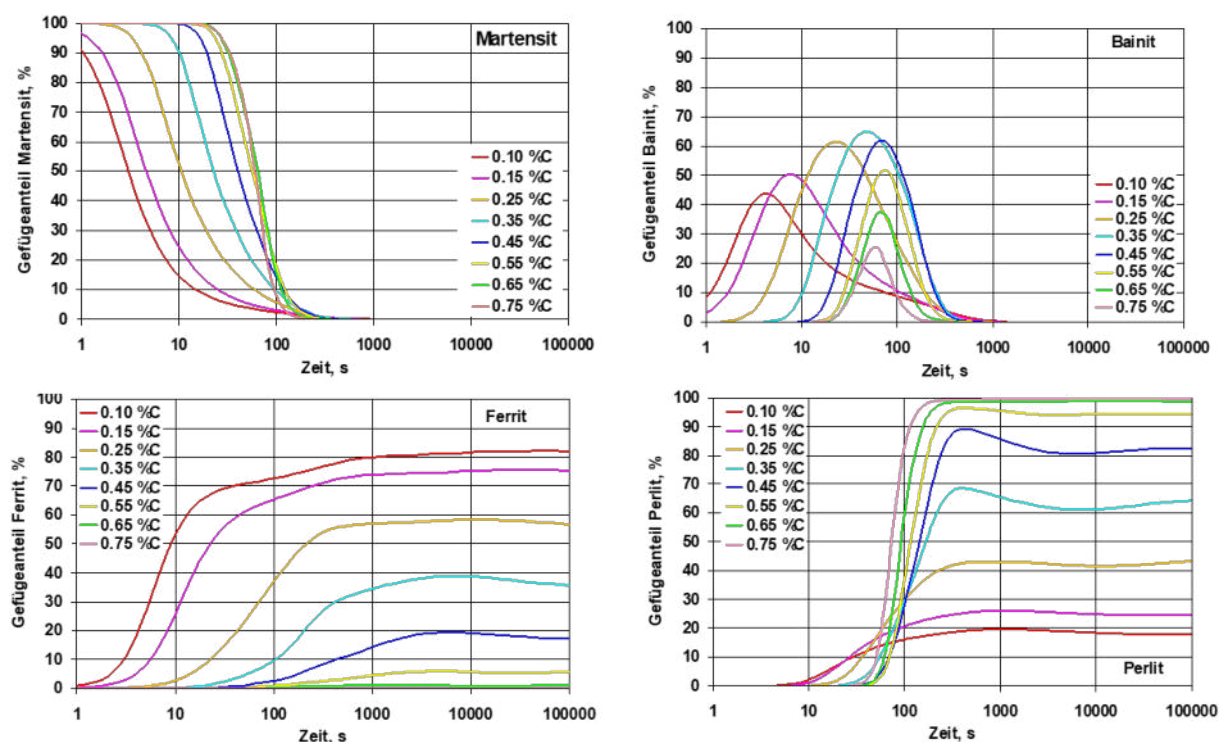 Martensit
Gefügeanteil Martensit, %
100
90
80
70
60
50
40
30
20
10
0
0.10 %C
0.15 %C
0.25 %C
0.35 %C
0.45 %C
0.55 %C
0.65 %C
0.75 %C
1 10 100 1000 10000 100000
Zeit, s
Bainit
Gefügeanteil Bainit, %
100
90
80
70
60
50
40
30
20
10
0
0.10 %C
0.15 %C
0.25 %C
0.35 %C
0.45 %C
0.55 %C
0.65 %C
0.75 %C
1 10 100 1000 10000 100000
Zeit, s
Ferrit
Gefügeanteil Ferrit, %
100
90
80
70
60
50
40
30
20
10
0
0.10 %C
0.15 %C
0.25 %C
0.35 %C
0.45 %C
0.55 %C
0.65 %C
0.75 %C
1 10 100 1000 10000 100000
Zeit, s
Gefügeanteil Perlit, %
100
90
80
70
60
50
40
30
20
10
0
0.10 %C
0.15 %C
0.25 %C
0.35 %C
0.45 %C
0.55 %C
0.65 %C
0.75 %C
Perlit
1 10 100 1000 10000 100000
Zeit, s